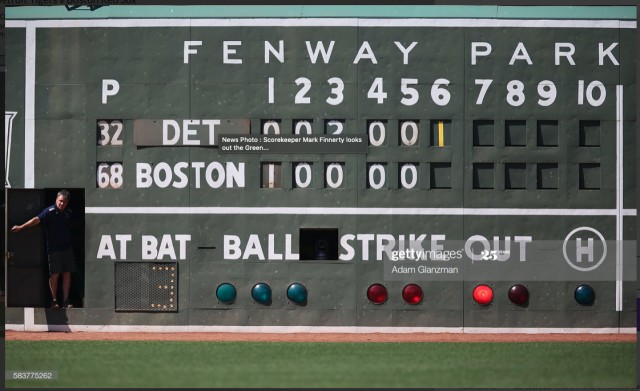 FENWAY PARK
P 1 2 3 4 5 6 7 8 9 10
32 DET 0 0 2 0 0 1
News Photo : Scorekeeper Mark Finnerty looks
out the Green...
68 BOSTON 0 0 0 0
AT BAT BALL STRIKE OUT H
gettyimages
Adam Glanzman
583775262